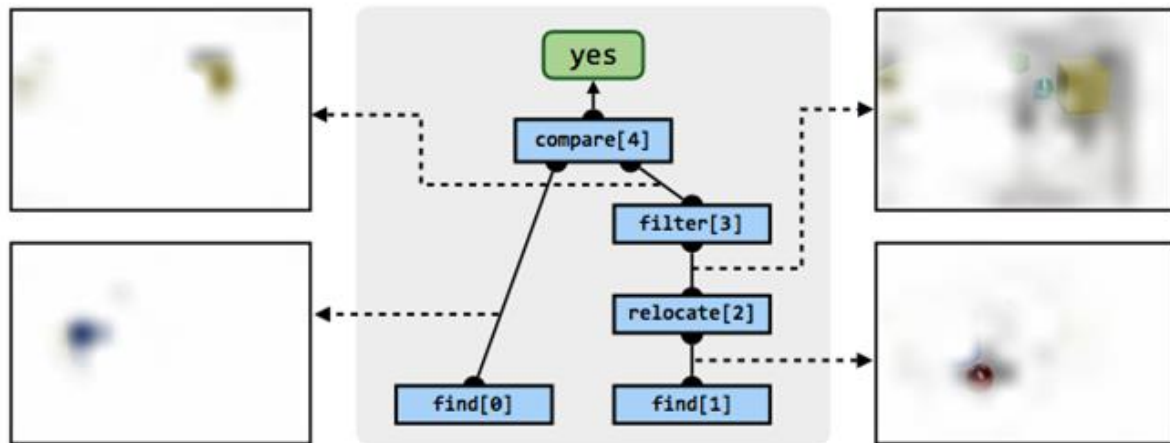 yes
compare[4]
filter[3]
relocate[2]
find[0] find[1]